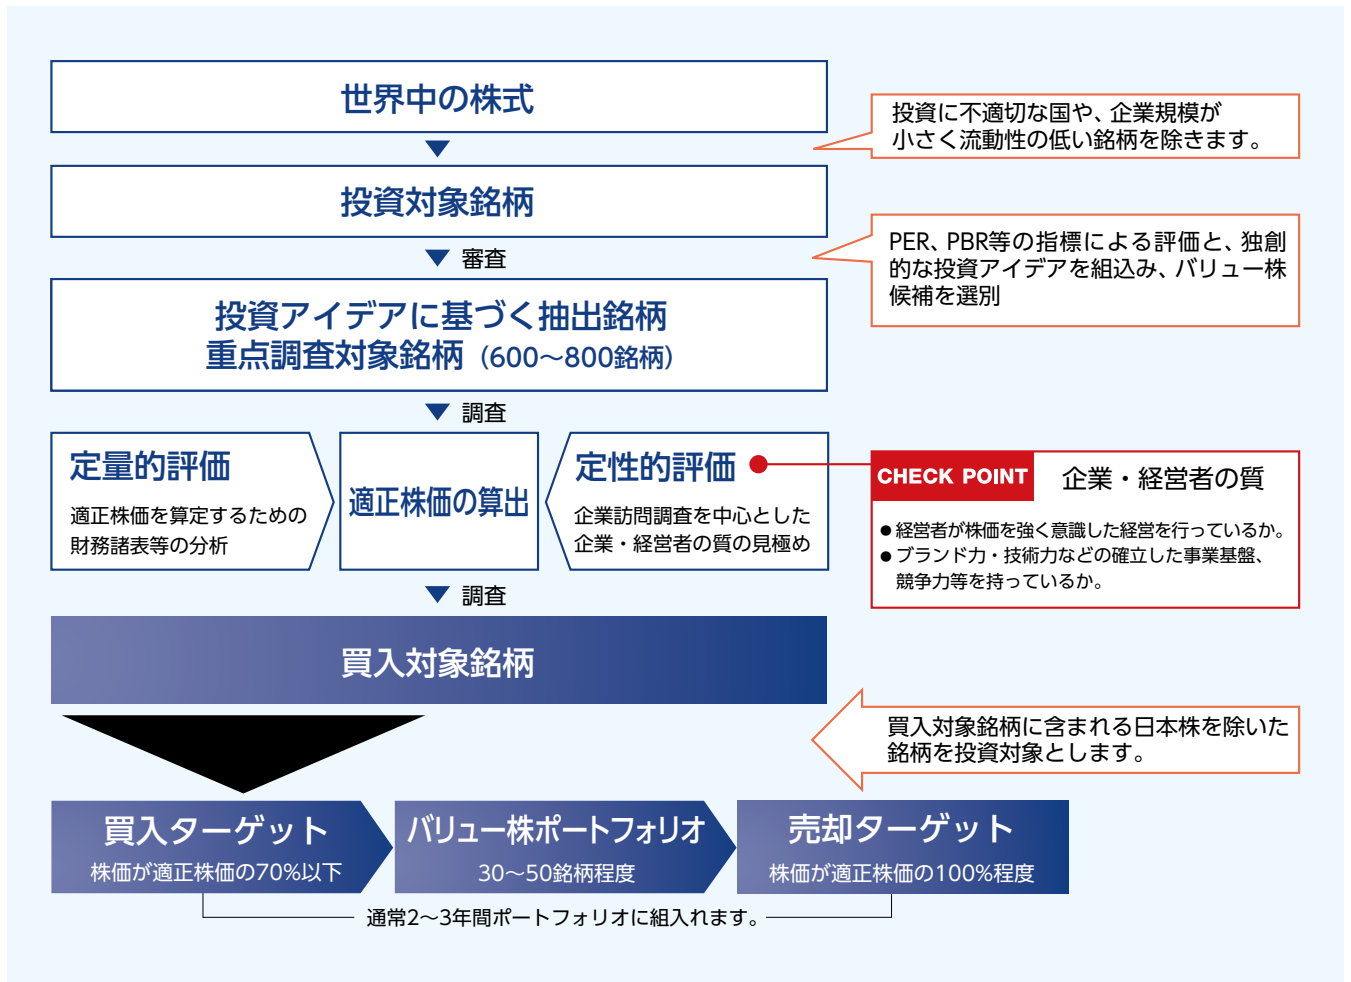 世界中の株式
投資に不適切な国や、企業規模が
小さく流動性の低い銘柄を除きます。
投資対象銘柄
PER、PBR等の指標による評価と、独創
的な投資アイデアを組込み、バリュー株
候補を選別
審査
投資アイデアに基づく抽出銘柄
重点調査対象銘柄（600～800銘柄）
調査
定量的評価
適正株価を算定するための
財務諸表等の分析
適正株価の算出
定性的評価
企業訪問調査を中心とした
企業・経営者の質の見極め
CHECK POINT 企業・経営者の質
●経営者が株価を強く意識した経営を行っているか。
●ブランド力・技術力などの確立した事業基盤、
競争力等を持っているか。
調査
買入対象銘柄
買入対象銘柄に含まれる日本株を除いた
銘柄を投資対象とします。
買入ターゲット
株価が適正株価の70%以下
バリュー株ポートフォリオ
30～50銘柄程度
売却ターゲット
株価が適正株価の100%程度
通常2～3年間ポートフォリオに組入れます。